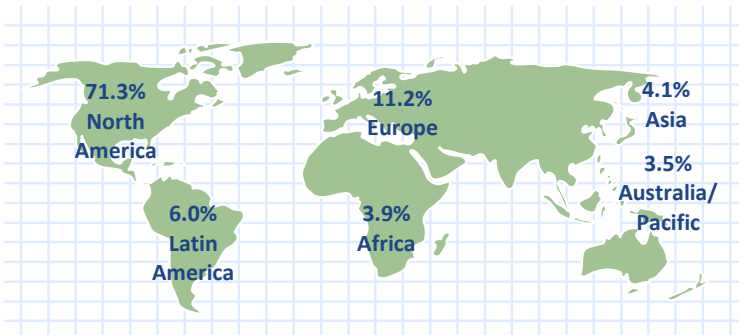 71.3%
North
America
11.2%
Europe
4.1%
Asia
3.5%
Australia/
Pacific
6.0%
Latin
America
3.9%
Africa